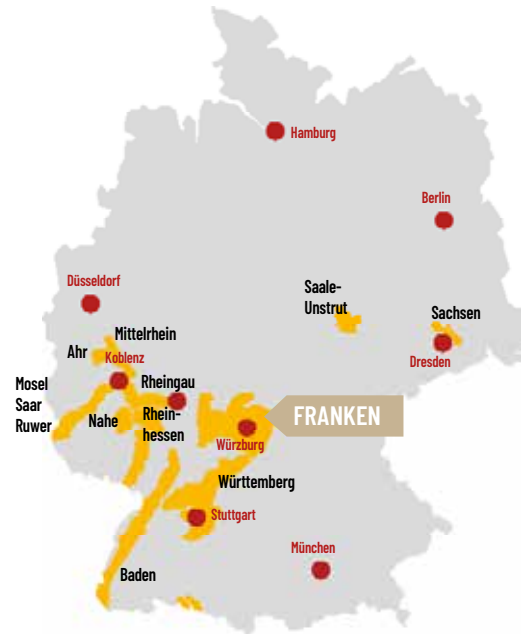 Hamburg
Berlin
Düsseldorf
Saale-
Unstrut
Sachsen
Mittelrhein
Ahr
Koblenz
Dresden
Mosel
Saar
Ruwer
Rheingau
Nahe
Rhein-
hessen
FRANKEN
Würzburg
Württemberg
Stuttgart
München
Baden